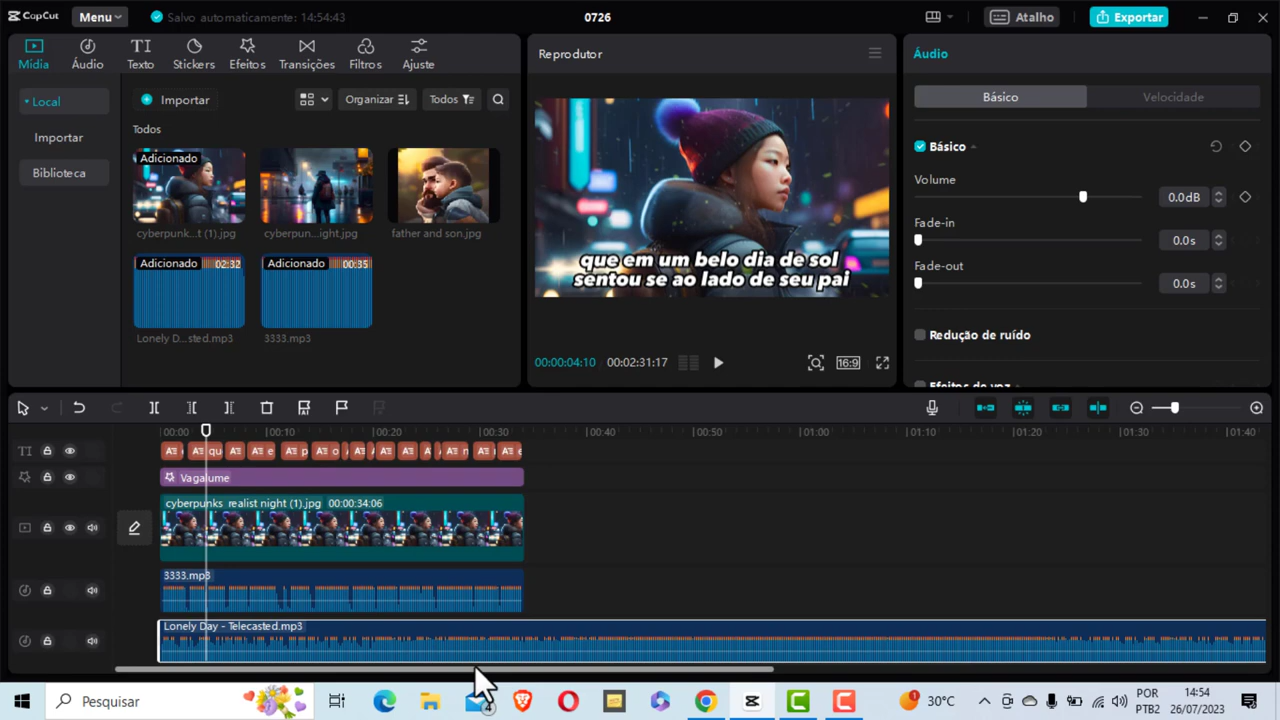 CapCut
Menu
Salvo automaticamente: 14:54:43
0726
Atalho
Exportar
Mídia
Áudio
Texto
Stickers
Efeitos
Transições
Filtros
Ajuste
Local
Importar
Importar
Organizar
Todos
Todos
Adicionado
cyberpunk...t (1).jpg
cyberpun...ight.jpg
father and son.jpg
Adicionado 02:32
Adicionado 00:35
Lonely D...sted.mp3
3333.mp3
Reprodutor
que em um belo dia de sol
sentou se ao lado de seu pai
00:00:04:10 00:02:31:17
16:9
Áudio
Básico
Velocidade
Básico
Volume
0.0dB
Fade-in
0.0s
Fade-out
0.0s
Redução de ruído
Efeitos de voz
00:00 00:10 00:20 00:30 00:40 00:50 01:00 01:10 01:20 01:30 01:40
Vagalume
cyberpunks realist night (1).jpg 00:00:34:06
3333.mp3
Lonely Day - Telecasted.mp3
Pesquisar
4
1
30°C
POR
PTB2
14:54
26/07/2023